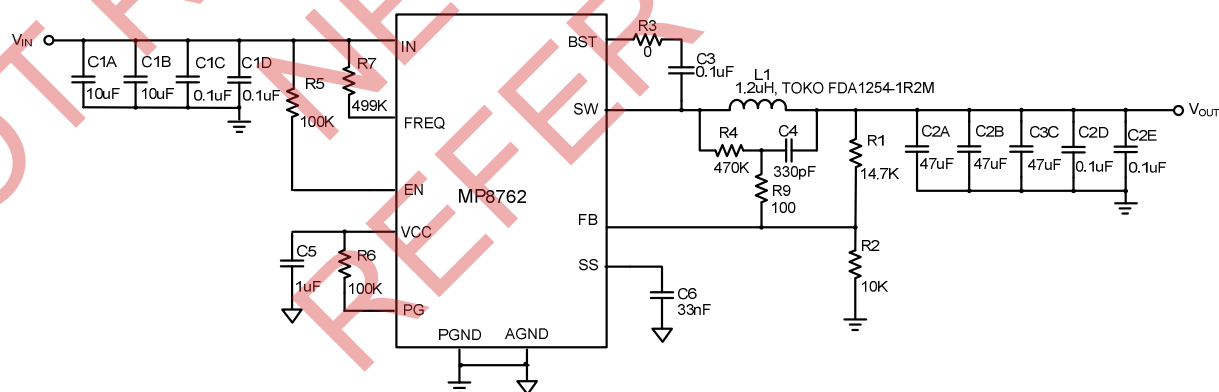 VIN
C1A
10uF
C1B
10uF
C1C
0.1uF
C1D
0.1uF
R5
100K
R7
499K
IN
FREQ
EN
VCC
PG
PGND
AGND
MP8762
BST
SW
FB
SS
C5
1uF
R6
100K
R3
0
C3
0.1uF
L1
1.2uH, TOKO FDA1254-1R2M
R4
470K
C4
330pF
R9
100
R1
14.7K
R2
10K
C6
33nF
C2A
47uF
C2B
47uF
C3C
47uF
C2D
0.1uF
C2E
0.1uF
VOUT
REFER